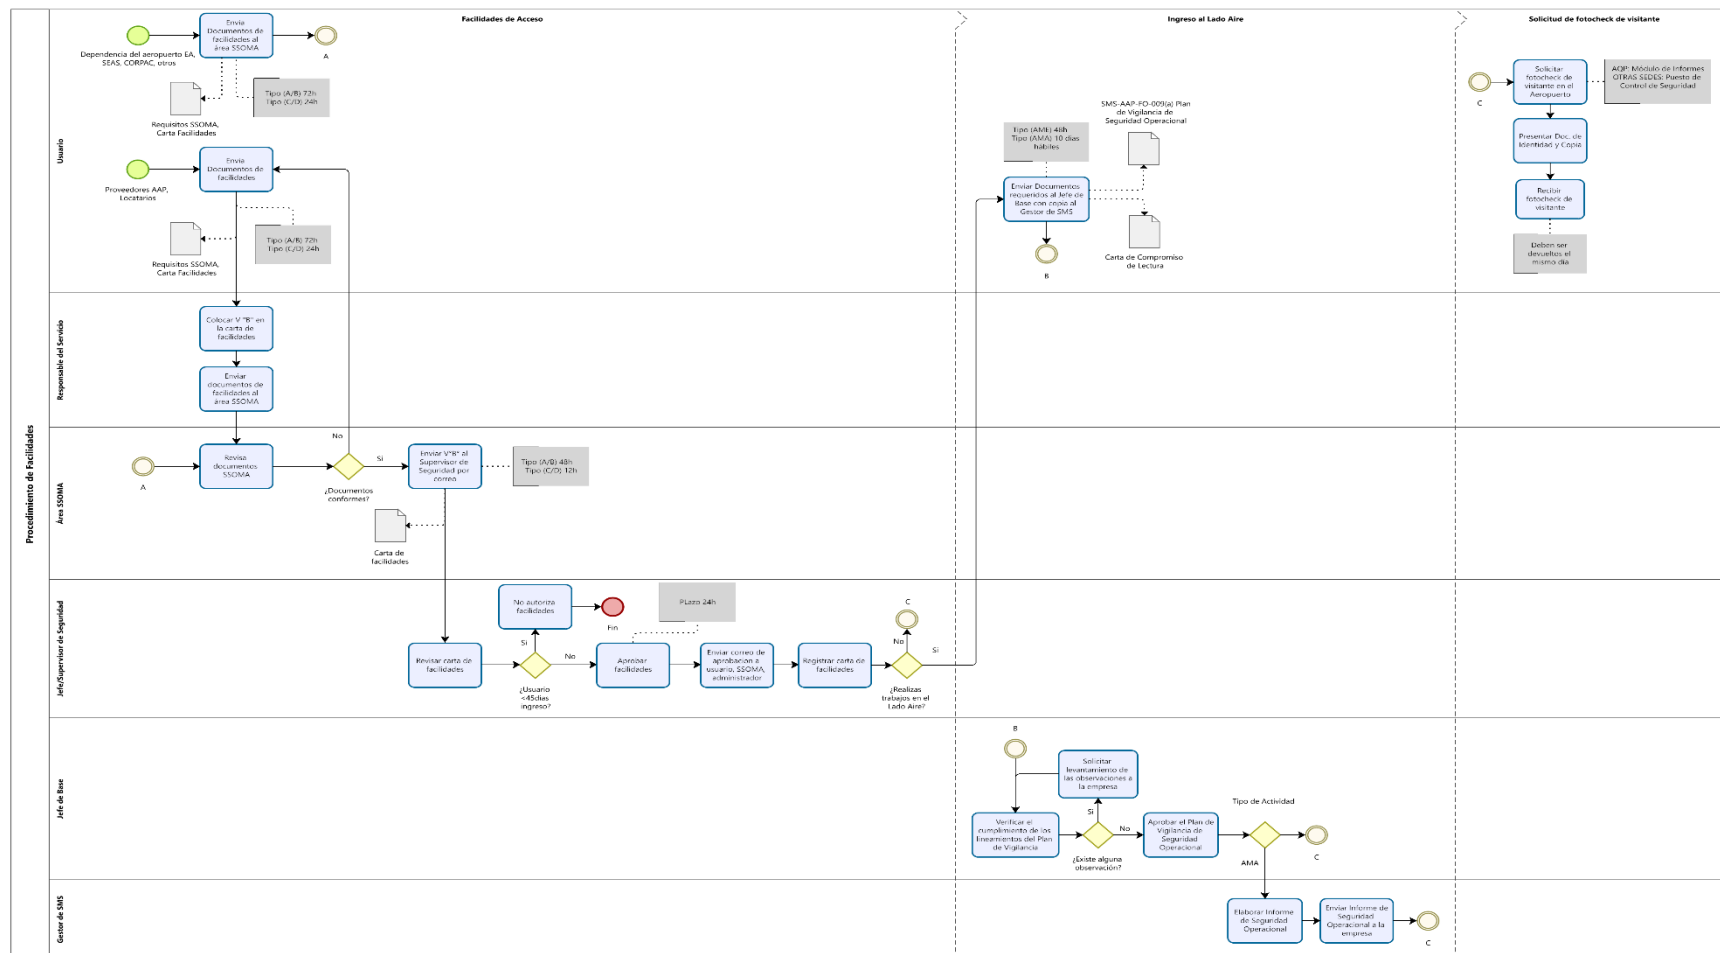 Facilidades de Acceso
Ingreso al Lado Aire
Solicitud de fotocheck de visitante
Procedimiento de Facilidades
Usuario
Envia
Documentos de
facilidades al
área SSOMA
A
Dependencia del aeropuerto EA,
SEAS, CORPAC, otros
Tipo (A/B) 72h
Tipo (C/D) 24h
Requisitos SSOMA,
Carta Facilidades
Envia
Documentos de
facilidades
Proveedores AAP,
Locatarios
Tipo (A/B) 72h
Tipo (C/D) 24h
Requisitos SSOMA,
Carta Facilidades
SMS-AAP-FO-009(a) Plan
de Vigilancia de
Seguridad Operacional
Tipo (AME) 48h
Tipo (AMA) 10 días
hábiles
Enviar Documentos
requeridos al Jefe de
Base con copia al
Gestor de SMS
B
Carta de Compromiso
de Lectura
C
Solicitar
fotocheck de
visitante en el
Aeropuerto
AQP: Módulo de Informes
OTRAS SEDES: Puesto de
Control de Seguridad
Presentar Doc. de
Identidad y Copia
Recibir
fotocheck de
visitante
Deben ser
devueltos el
mismo día
Responsable del Servicio
Colocar V "B" en
la carta de
facilidades
Enviar
documentos de
facilidades al
área SSOMA
Área SSOMA
A
Revisa
documentos
SSOMA
No
Si
¿Documentos
conformes?
Enviar V"B" al
Supervisor de
Seguridad por
correo
Tipo (A/B) 48h
Tipo (C/D) 12h
Carta de
facilidades
Jefe/Supervisor de Seguridad
No autoriza
facilidades
Fin
PLazo 24h
C
Revisar carta de
facilidades
Si
No
¿Usuario
<45días
ingreso?
Aprobar
facilidades
Enviar correo de
aprobacion a
usuario, SSOMA,
administrador
Registrar carta de
facilidades
No
Si
¿Realizas
trabajos en el
Lado Aire?
Jefe de Base
B
Solicitar
levantamiento de
las observaciones a
la empresa
Verificar el
cumplimiento de los
lineamientos del Plan
de Vigilancia
Si
No
¿Existe alguna
observación?
Aprobar el Plan de
Vigilancia de
Seguridad
Operacional
Tipo de Actividad
C
AMA
Gestor de SMS
Elaborar Informe
de Seguridad
Operacional
Enviar Informe de
Seguridad
Operacional a la
empresa
C